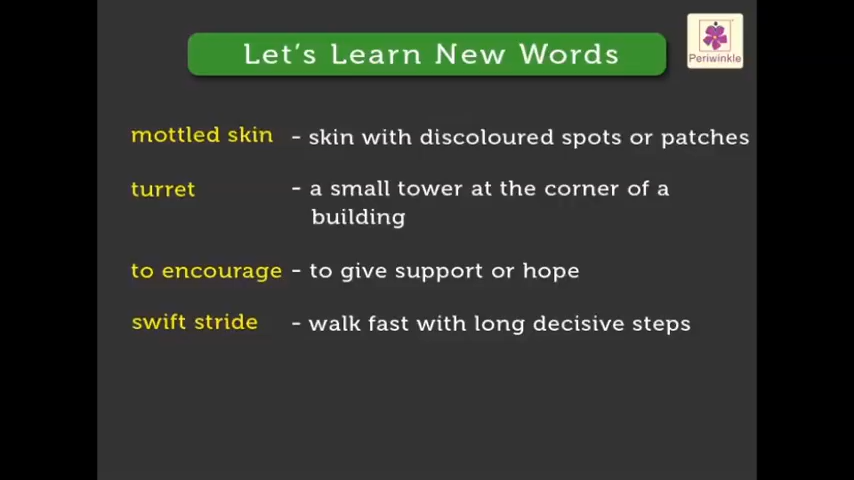 Let's Learn New Words
Periwinkle
mottled skin - skin with discoloured spots or patches
turret - a small tower at the corner of a
building
to encourage - to give support or hope
swift stride - walk fast with long decisive steps